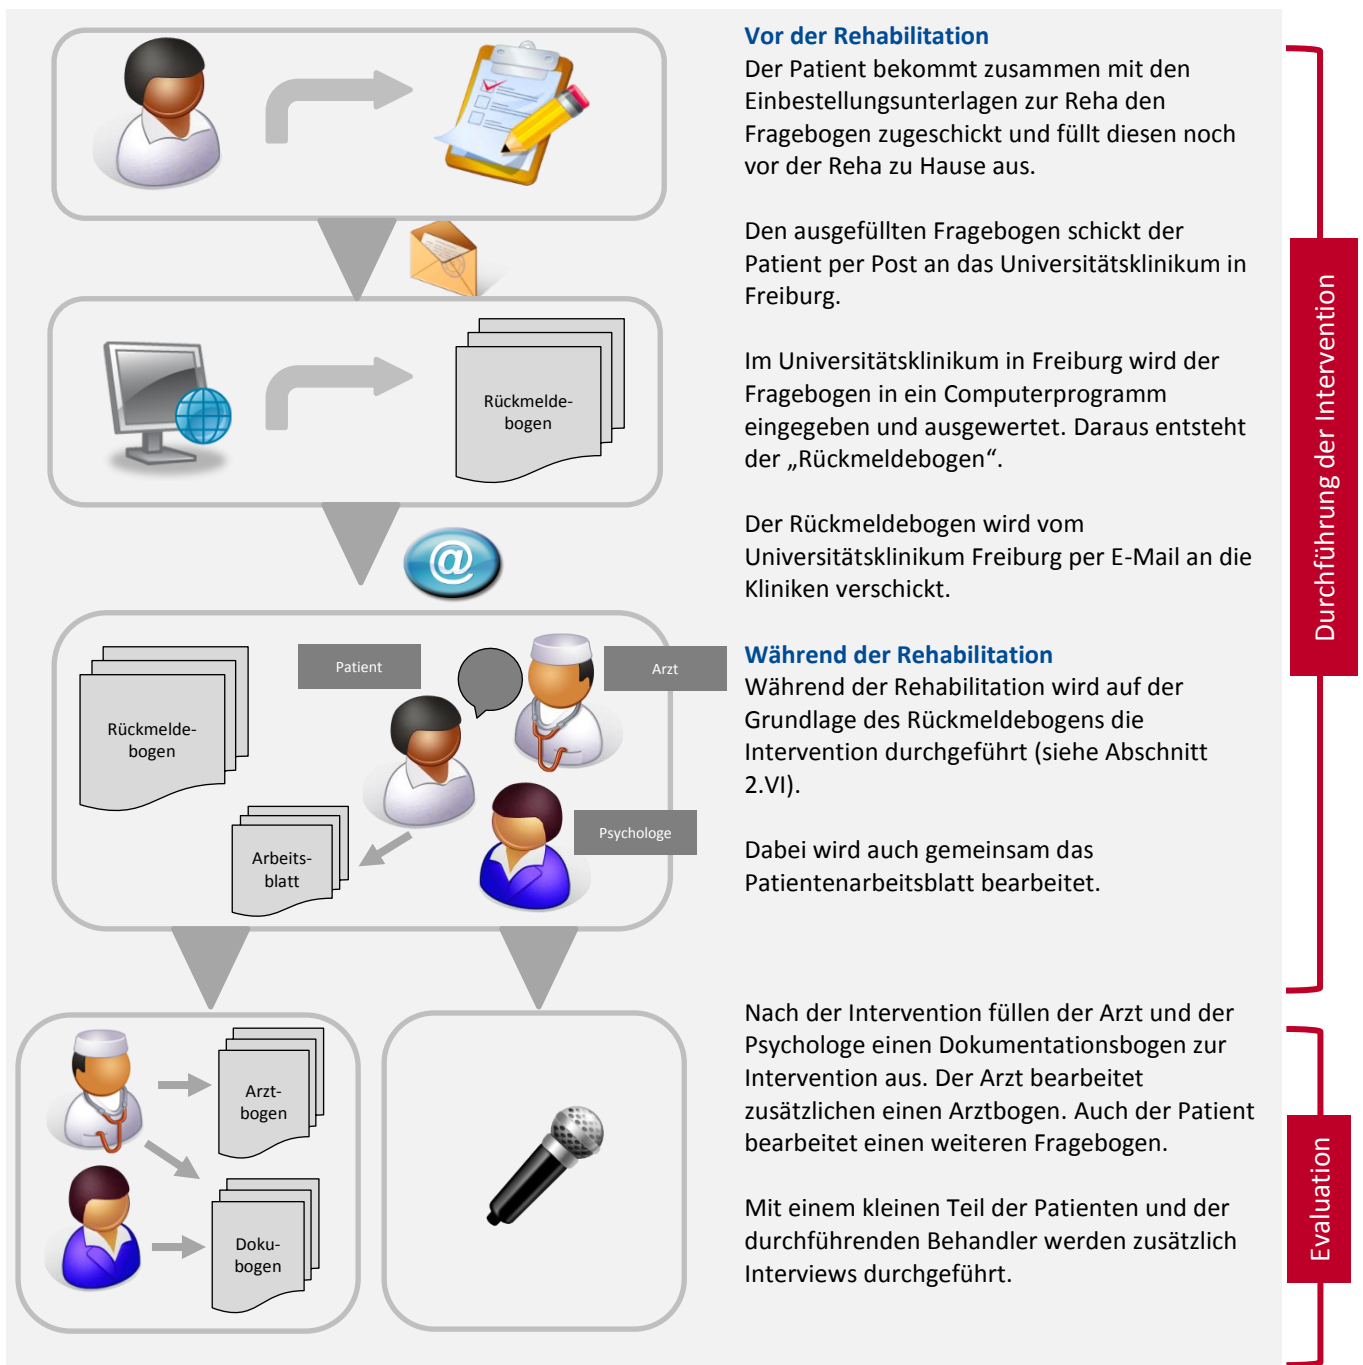 Vor der Rehabilitation
Der Patient bekommt zusammen mit den
Einbestellungsunterlagen zur Reha den
Fragebogen zugeschickt und füllt diesen noch
vor der Reha zu Hause aus.
Den ausgefüllten Fragebogen schickt der
Patient per Post an das Universitätsklinikum in
Freiburg.
Rückmelde-
bogen
Im Universitätsklinikum in Freiburg wird der
Fragebogen in ein Computerprogramm
eingegeben und ausgewertet. Daraus entsteht
der „Rückmeldebogen“.
@
Der Rückmeldebogen wird vom
Universitätsklinikum Freiburg per E-Mail an die
Kliniken verschickt.
Durchführung der Intervention
Rückmelde-
bogen
Patient
Arzt
Psychologe
Arbeits-
blatt
Während der Rehabilitation
Während der Rehabilitation wird auf der
Grundlage des Rückmeldebogens die
Intervention durchgeführt (siehe Abschnitt
2.VI).
Dabei wird auch gemeinsam das
Patientenarbeitsblatt bearbeitet.
Arzt-
bogen
Doku-
bogen
Nach der Intervention füllen der Arzt und der
Psychologe einen Dokumentationsbogen zur
Intervention aus. Der Arzt bearbeitet
zusätzlichen einen Arztbogen. Auch der Patient
bearbeitet einen weiteren Fragebogen.
Mit einem kleinen Teil der Patienten und der
durchführenden Behandler werden zusätzlich
Interviews durchgeführt.
Evaluation